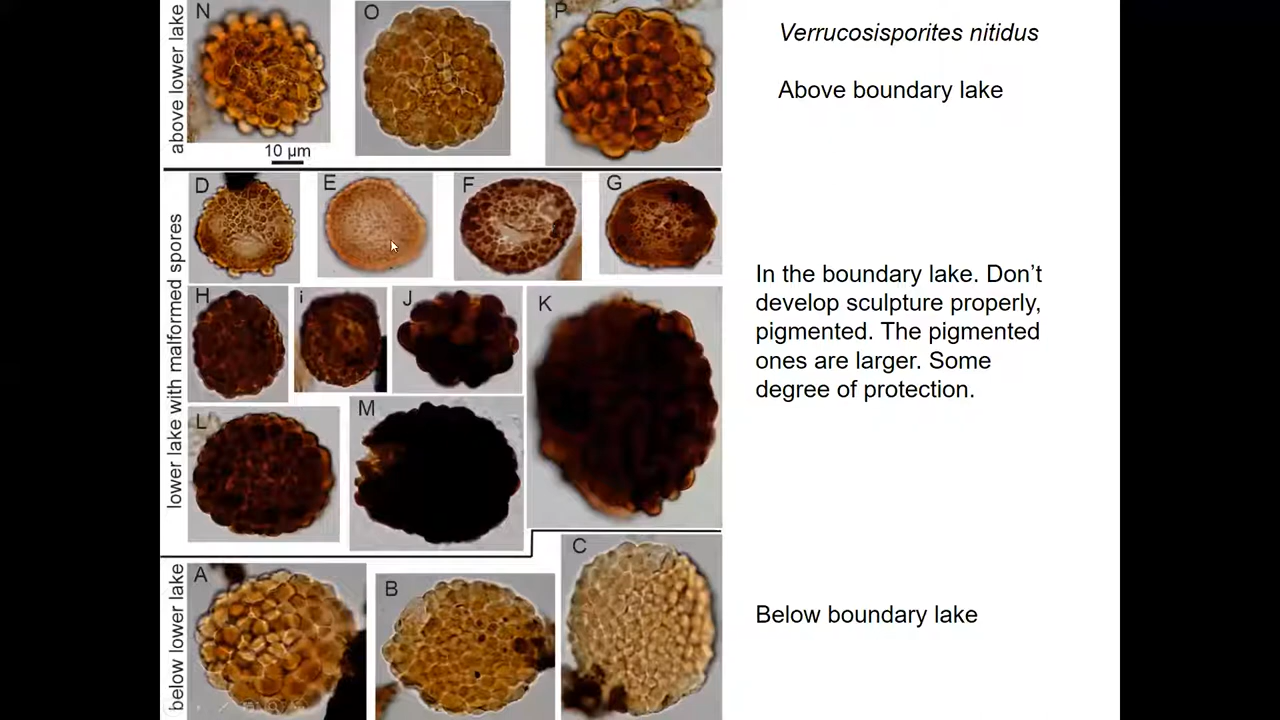 above lower lake
N
O
P
10 µm
Verrucosisporites nitidus
Above boundary lake
lower lake with malformed spores
D
E
F
G
H
i
J
K
L
M
In the boundary lake. Don’t
develop sculpture properly,
pigmented. The pigmented
ones are larger. Some
degree of protection.
below lower lake
A
B
C
Below boundary lake